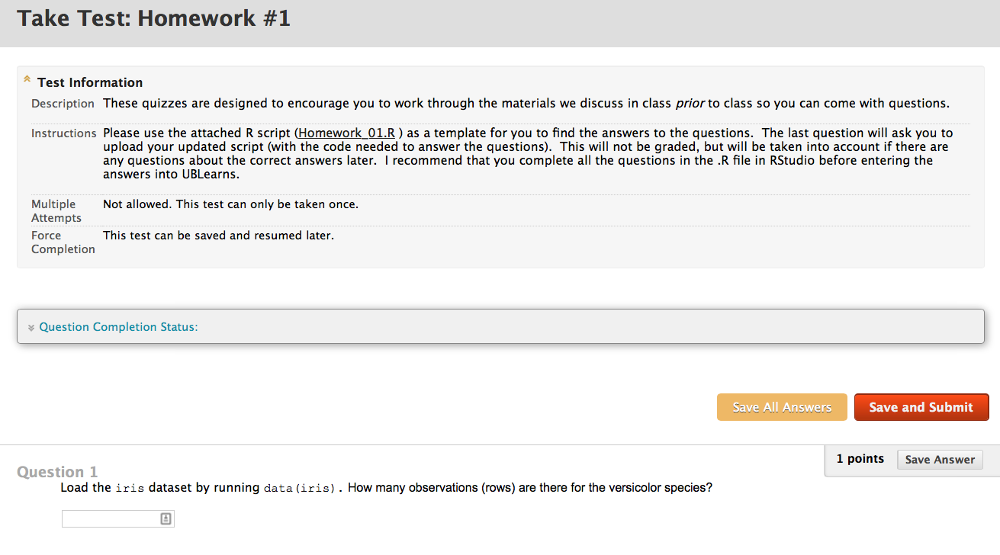 Take Test: Homework #1
Test Information
Description These quizzes are designed to encourage you to work through the materials we discuss in class prior to class so you can come with questions.
Instructions Please use the attached R script (Homework_01.R ) as a template for you to find the answers to the questions. The last question will ask you to
upload your updated script (with the code needed to answer the questions). This will not be graded, but will be taken into account if there are
any questions about the correct answers later. I recommend that you complete all the questions in the .R file in RStudio before entering the
answers into UBLearns.
Multiple Attempts Not allowed. This test can only be taken once.
Force Completion This test can be saved and resumed later.
Question Completion Status:
Save All Answers Save and Submit
1 points Save Answer
Question 1
Load the iris dataset by running data(iris). How many observations (rows) are there for the versicolor species?